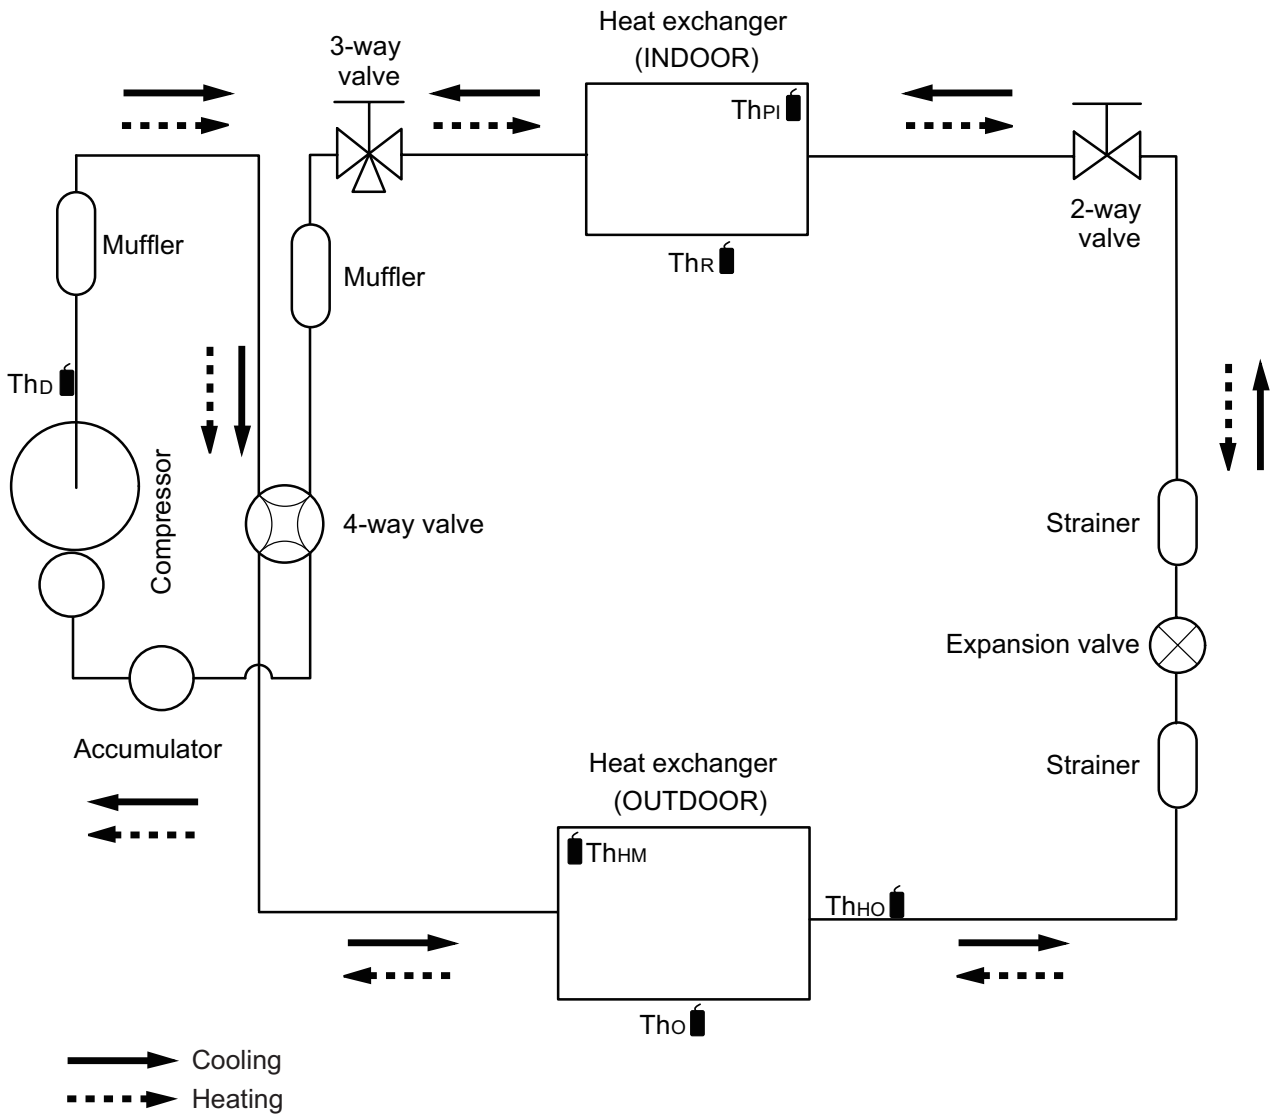 Heat exchanger
(INDOOR)
3-way
valve
ThPI
2-way
valve
Muffler
Muffler
ThR
ThD
Compressor
4-way valve
Strainer
Expansion valve
Strainer
Accumulator
Heat exchanger
(OUTDOOR)
ThHM
ThHO
ThO
Cooling
Heating